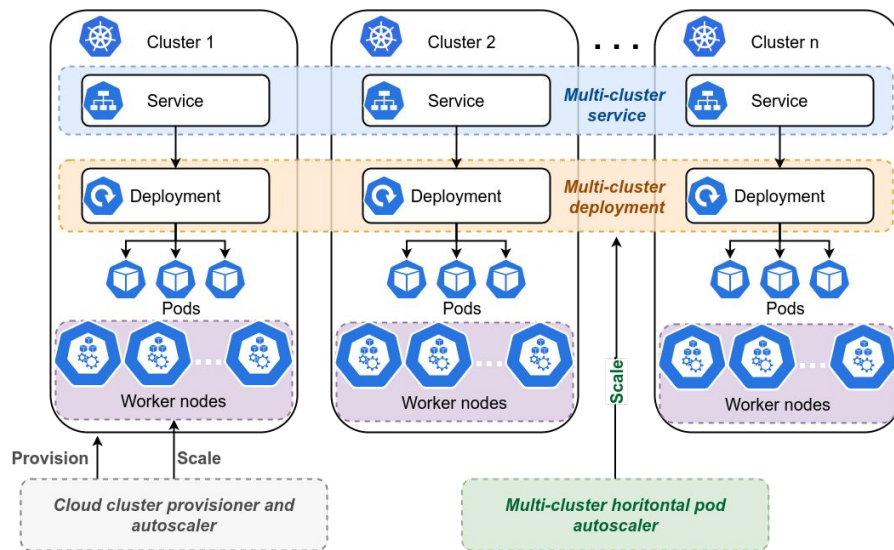 Cluster 1
Cluster 2
. . .
Cluster n
Service
Service
Multi-cluster
service
Service
Deployment
Deployment
Multi-cluster
deployment
Deployment
Pods
Pods
Pods
Worker nodes
Worker nodes
Worker nodes
Scale
Provision
Scale
Cloud cluster provisioner and
autoscaler
Multi-cluster horitontal pod
autoscaler